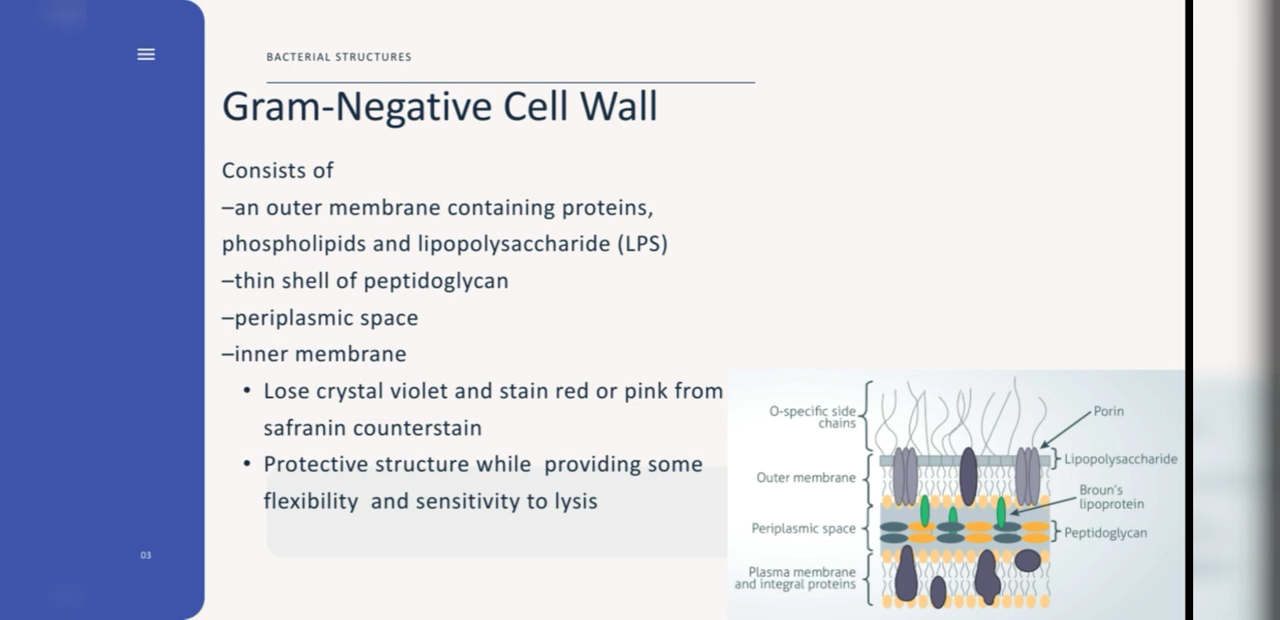 BACTERIAL STRUCTURES
Gram-Negative Cell Wall
Consists of
–an outer membrane containing proteins,
phospholipids and lipopolysaccharide (LPS)
–thin shell of peptidoglycan
–periplasmic space
–inner membrane
• Lose crystal violet and stain red or pink from
safranin counterstain
• Protective structure while providing some
flexibility and sensitivity to lysis
03
O-specific side
chains
Outer membrane
Periplasmic space
Plasma membrane
and integral proteins
Porin
Lipopolysaccharide
Broun's
lipoprotein
Peptidoglycan